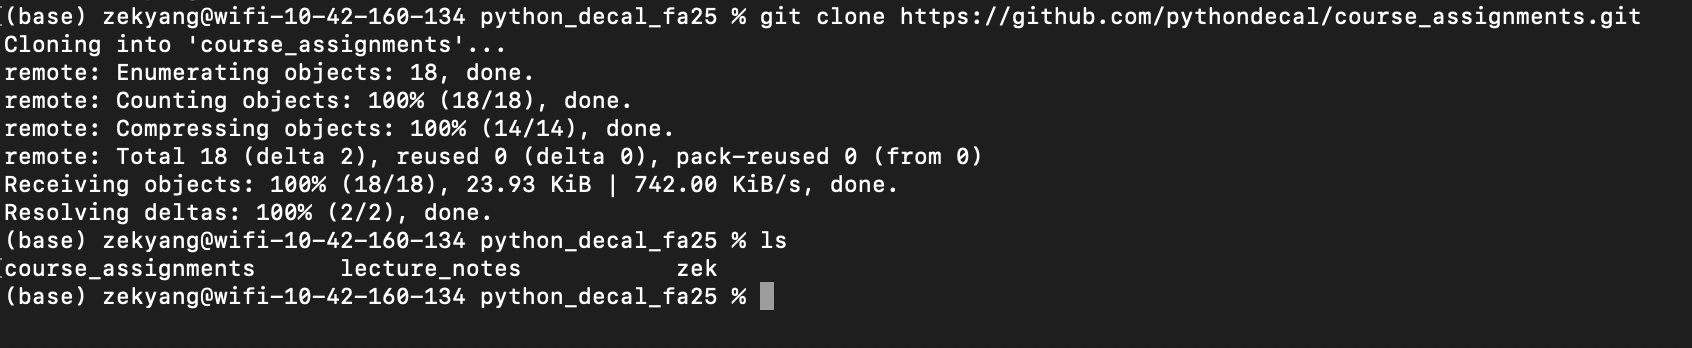 (base) zekyang@wifi-10-42-160-134 python_decal_fa25 % git clone https://github.com/pythondecal/course_assignments.git
Cloning into 'course_assignments'...
remote: Enumerating objects: 18, done.
remote: Counting objects: 100% (18/18), done.
remote: Compressing objects: 100% (14/14), done.
remote: Total 18 (delta 2), reused 0 (delta 0), pack-reused 0 (from 0)
Receiving objects: 100% (18/18), 23.93 KiB | 742.00 KiB/s, done.
Resolving deltas: 100% (2/2), done.
(base) zekyang@wifi-10-42-160-134 python_decal_fa25 % ls
course_assignments      lecture_notes           zek
(base) zekyang@wifi-10-42-160-134 python_decal_fa25 %